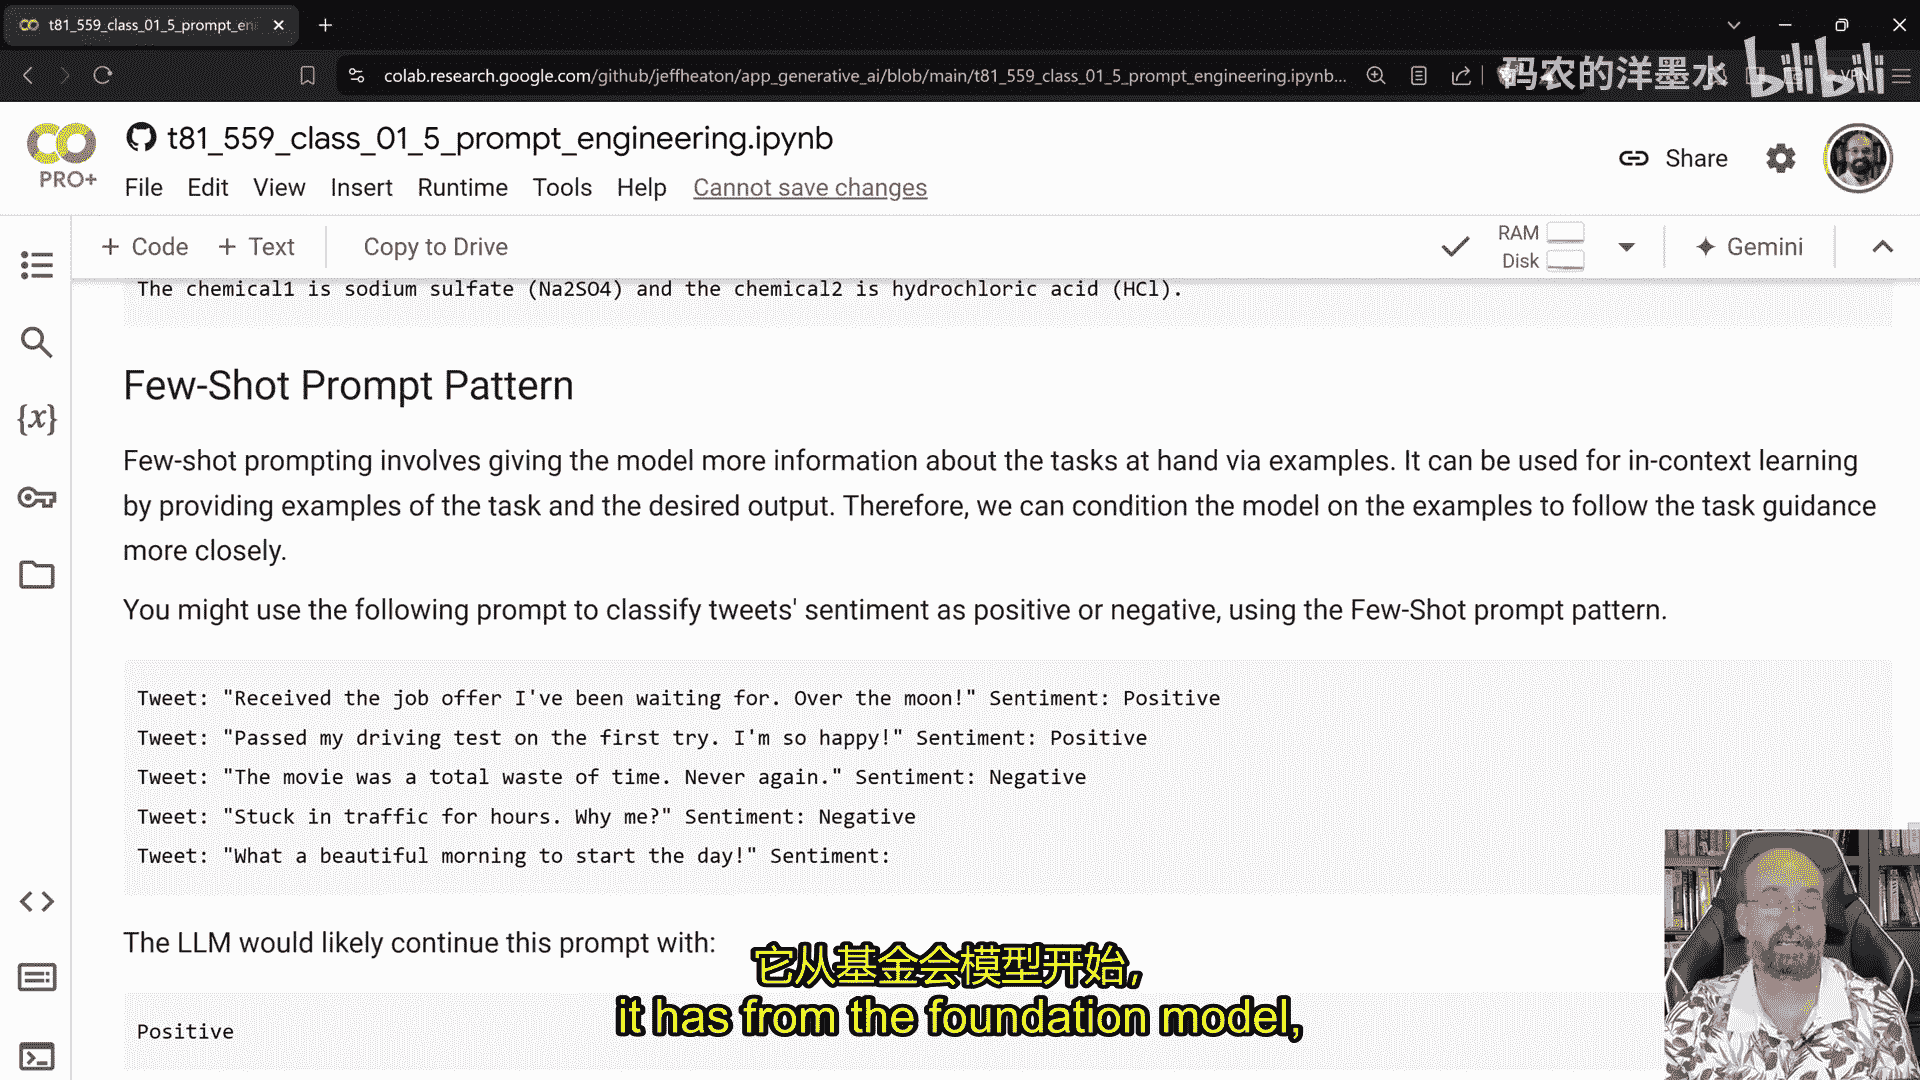 t81_559_class_01_5_prompt_en
colab.research.google.com/github/jeffheaton/app_generative_ai/blob/main/t81_559_class_01_5_prompt_engineering.ipynb...
码农的洋墨水 bilibili
VPN
PRO+
t81_559_class_01_5_prompt_engineering.ipynb
Share
File Edit View Insert Runtime Tools Help Cannot save changes
+ Code + Text Copy to Drive
RAM
Disk
Gemini
The chemical1 is sodium sulfate (Na2SO4) and the chemical2 is hydrochloric acid (HCl).
Few-Shot Prompt Pattern
Few-shot prompting involves giving the model more information about the tasks at hand via examples. It can be used for in-context learning
by providing examples of the task and the desired output. Therefore, we can condition the model on the examples to follow the task guidance
more closely.
You might use the following prompt to classify tweets' sentiment as positive or negative, using the Few-Shot prompt pattern.
Tweet: "Received the job offer I've been waiting for. Over the moon!" Sentiment: Positive
Tweet: "Passed my driving test on the first try. I'm so happy!" Sentiment: Positive
Tweet: "The movie was a total waste of time. Never again." Sentiment: Negative
Tweet: "Stuck in traffic for hours. Why me?" Sentiment: Negative
Tweet: "What a beautiful morning to start the day!" Sentiment:
The LLM would likely continue this prompt with:
它从基金会模型开始,
it has from the foundation model,
Positive